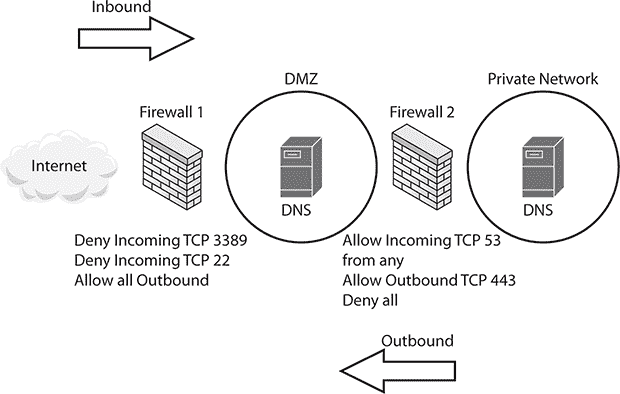 Inbound
DMZ
Private Network
Firewall 1
Firewall 2
Internet
DNS
DNS
Deny Incoming TCP 3389
Deny Incoming TCP 22
Allow all Outbound
Allow Incoming TCP 53
from any
Allow Outbound TCP 443
Deny all
Outbound